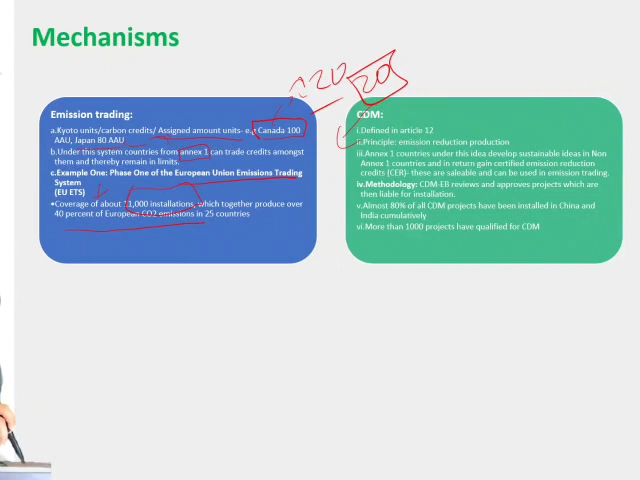 Mechanisms
120
20
Emission trading:
a.Kyoto units/carbon credits/ Assigned amount units- e.g Canada 100
AAU, Japan 80 AAU
b.Under this system countries from annex 1 can trade credits amongst
them and thereby remain in limits.
c.Example One: Phase One of the European Union Emissions Trading
System
(EU ETS)
•Coverage of about 11,000 installations, which together produce over
40 percent of European CO2 emissions in 25 countries
CDM:
i.Defined in article 12
ii.Principle: emission reduction production
iii.Annex 1 countries under this idea develop sustainable ideas in Non
Annex 1 countries and in return gain certified emission reduction
credits (CER)- these are saleable and can be used in emission trading.
iv.Methodology: CDM-EB reviews and approves projects which are
then liable for installation.
v.Almost 80% of all CDM projects have been installed in China and
India cumulatively
vi.More than 1000 projects have qualified for CDM